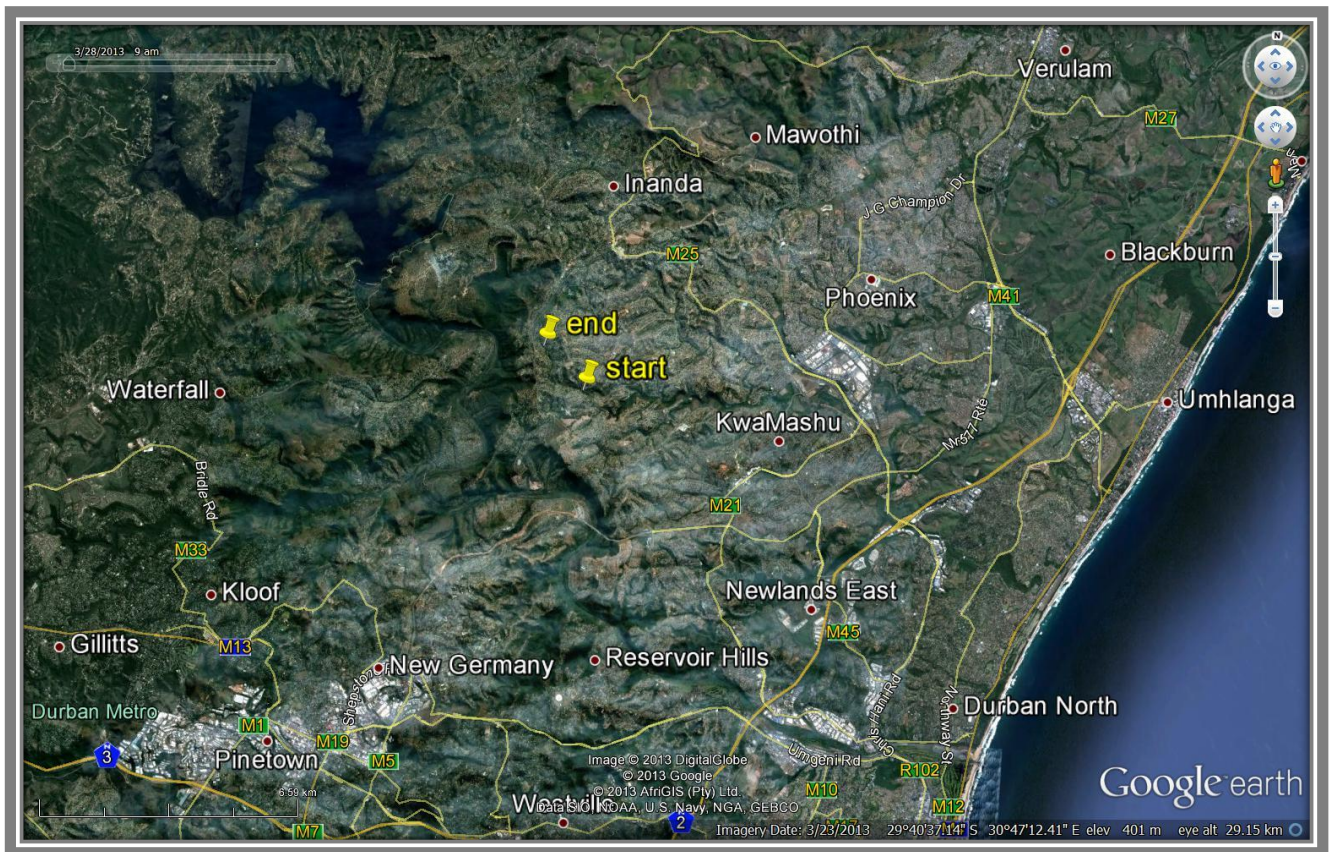 3/28/2013 9 am
N
Verulam
M27
Mawothi
Inanda
J G Champion Dr
M25
Blackburn
Phoenix
M41
end
start
Waterfall
Umhlanga
KwaMashu
Bridle Rd
M21
M33
Kloof
Newlands East
M45
Gillitts
M13
New Germany
Reservoir Hills
Durban Metro
Durban North
M1
M19
Pinetown
M5
3
Umgeni Rd
R102
Image © 2013 DigitalGlobe
© 2013 Google
© 2013 AfriGIS (Pty) Ltd.
Data SIO, NOAA, U.S. Navy, NGA, GEBCO
Google earth
6.59 km
M10
M12
M7
2
Imagery Date: 3/23/2013 29°40'37.14" S 30°47'12.41" E elev 401 m eye alt 29.15 km